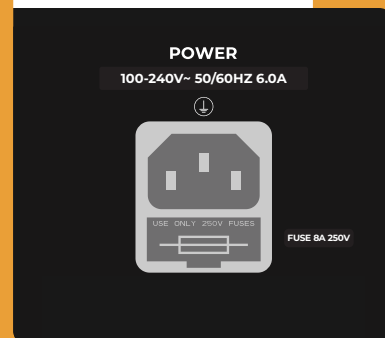 POWER
100-240V~ 50/60HZ 6.0A
USE ONLY 250V FUSES
FUSE 8A 250V